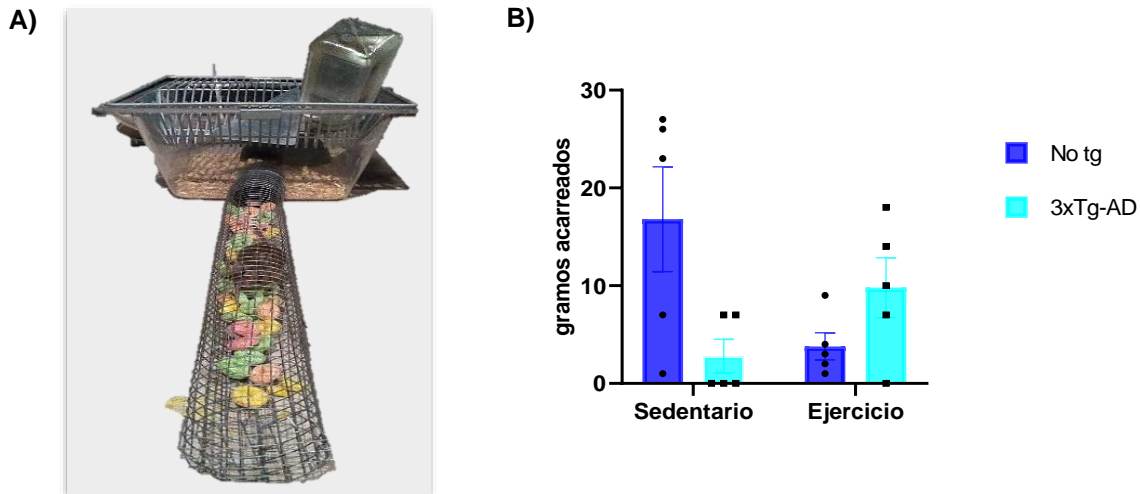 A)
B)
gramos acarreados
30
20
10
0
Sedentario
Ejercicio
No tg
3xTg-AD